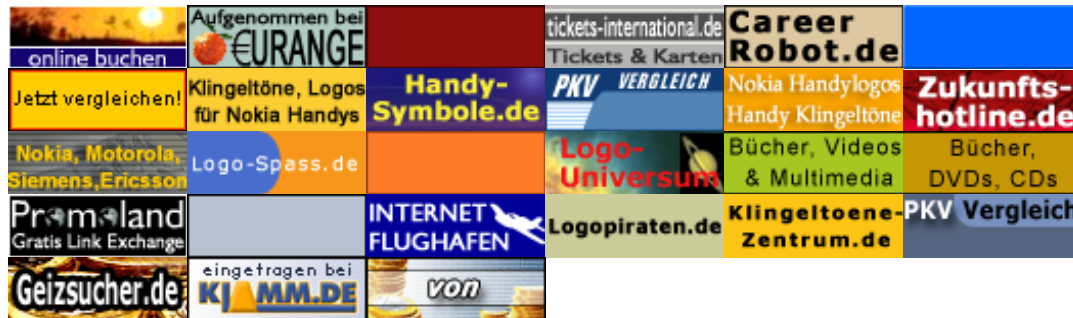 online buchen
Aufgenommen bei
€URANGE
tickets-international.de
Tickets & Karten
Career
Robot.de
Jetzt vergleichen!
Klingeltöne, Logos
für Nokia Handys
Handy-
Symbole.de
PKV VERGLEICH
Nokia Handylogos
Handy Klingeltöne
Zukunfts-
hotline.de
Nokia, Motorola,
Siemens,Ericsson
Logo-Spass.de
Logo-
Universum
Bücher, Videos
& Multimedia
Bücher,
DVDs, CDs
Promoland
Gratis Link Exchange
INTERNET
FLUGHAFEN
Logopiraten.de
Klingeltoene-
Zentrum.de
PKV Vergleich
Geizsucher.de
eingetragen bei
KLAMM.DE
von